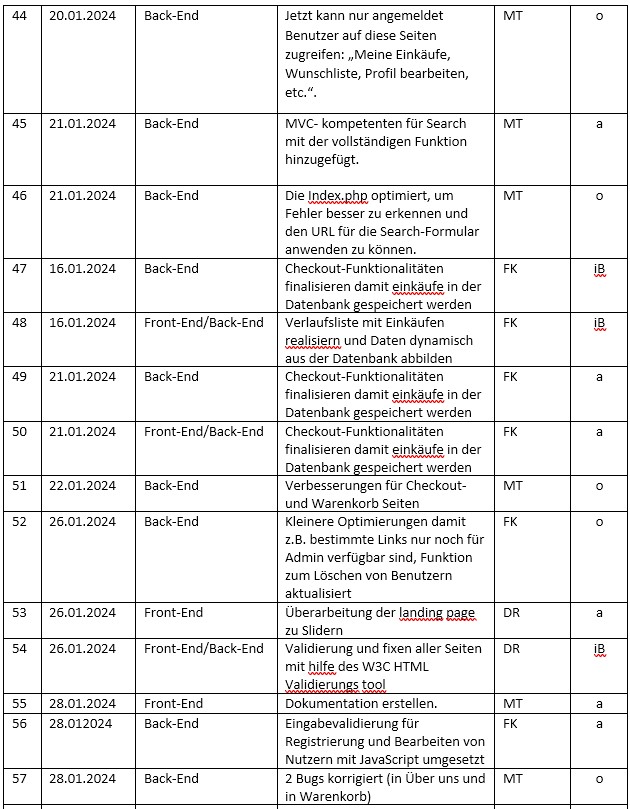 44 20.01.2024 Back-End Jetzt kann nur angemeldet MT o
Benutzer auf diese Seiten
zugreifen: „Meine Einkäufe,
Wunschliste, Profil bearbeiten,
etc.“.
45 21.01.2024 Back-End MVC- kompetenten für Search MT a
mit der vollständigen Funktion
hinzugefügt.
46 21.01.2024 Back-End Die Index.php optimiert, um MT o
Fehler besser zu erkennen und
den URL für die Search-Formular
anwenden zu können.
47 16.01.2024 Back-End Checkout-Funktionalitäten FK iB
finalisieren damit einkäufe in der
Datenbank gespeichert werden
48 16.01.2024 Front-End/Back-End Verlaufsliste mit Einkäufen FK iB
realisiern und Daten dynamisch
aus der Datenbank abbilden
49 21.01.2024 Back-End Checkout-Funktionalitäten FK a
finalisieren damit einkäufe in der
Datenbank gespeichert werden
50 21.01.2024 Front-End/Back-End Checkout-Funktionalitäten FK a
finalisieren damit einkäufe in der
Datenbank gespeichert werden
51 22.01.2024 Back-End Verbesserungen für Checkout- MT o
und Warenkorb Seiten
52 26.01.2024 Back-End Kleinere Optimierungen damit FK o
z.B. bestimmte Links nur noch für
Admin verfügbar sind, Funktion
zum Löschen von Benutzern
aktualisiert
53 26.01.2024 Front-End Überarbeitung der landing page DR a
zu Slidern
54 26.01.2024 Front-End/Back-End Validierung und fixen aller Seiten DR iB
mit hilfe des W3C HTML
Validierungs tool
55 28.01.2024 Front-End Dokumentation erstellen. MT a
56 28.012024 Back-End Eingabevalidierung für FK a
Registrierung und Bearbeiten von
Nutzern mit JavaScript umgesetzt
57 28.01.2024 Back-End 2 Bugs korrigiert (in Über uns und MT o
in Warenkorb)